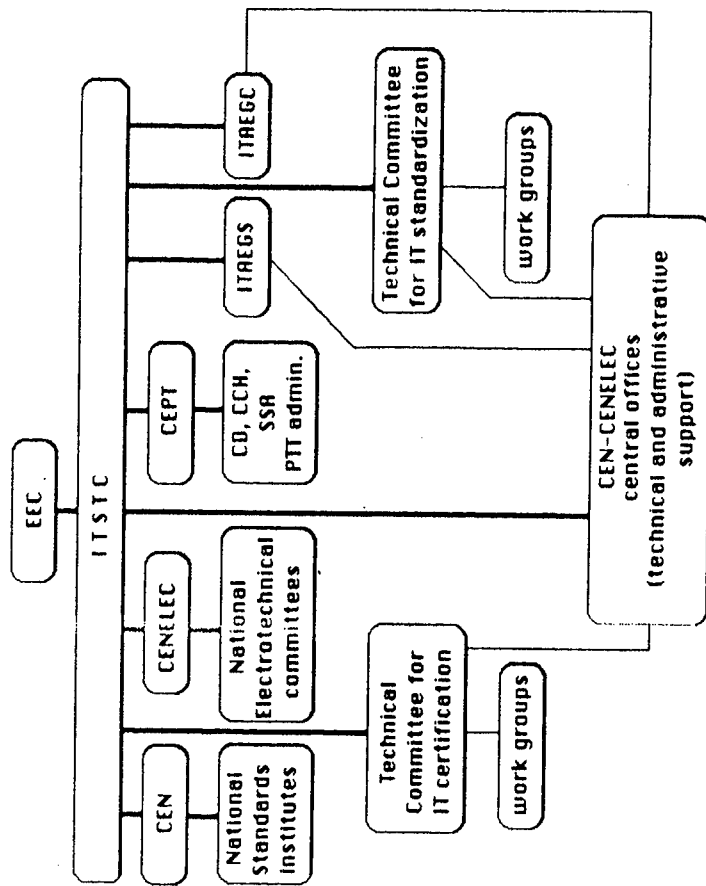 EEC
ITSTC
CEN
CENELEC
CEPT
ITAEGS
ITAEGC
National
Standards
Institutes
National
Electrotechnical
committees
CD, CCH,
SSR
PTT admin.
Technical
Committee for
IT certification
Technical Committee
for IT standardization
work groups
work groups
CEN-CENELEC
central offices
(technical and administrative
support)